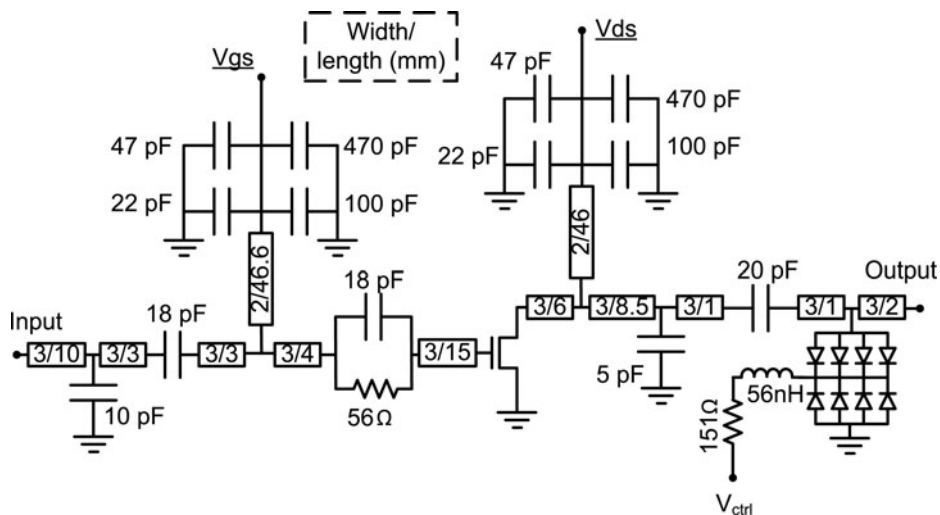 Width/
length (mm)
Vgs
47 pF
470 pF
22 pF
100 pF
2/46.6
Vds
47 pF
470 pF
22 pF
100 pF
2/46
Input
3/10
3/3
18 pF
3/3
3/4
18 pF
56Ω
3/15
10 pF
3/6
3/8.5
3/1
20 pF
3/1
3/2
Output
5 pF
56nH
151Ω
Vctrl